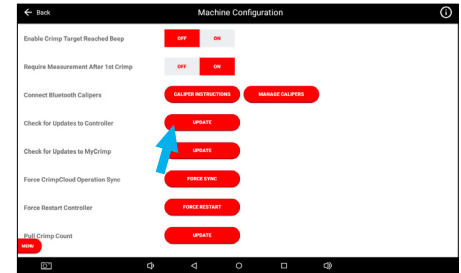 Back Machine Configuration
Enable Crimp Target Reached Beep OFF ON
Require Measurement After 1st Crimp OFF ON
Connect Bluetooth Calipers CALIPER INSTRUCTIONS MANAGE CALIPERS
Check for Updates to Controller UPDATE
Check for Updates to MyCrimp UPDATE
Force CrimpCloud Operation Sync FORCE SYNC
Force Restart Controller FORCE RESTART
Pull Crimp Count UPDATE
MENU